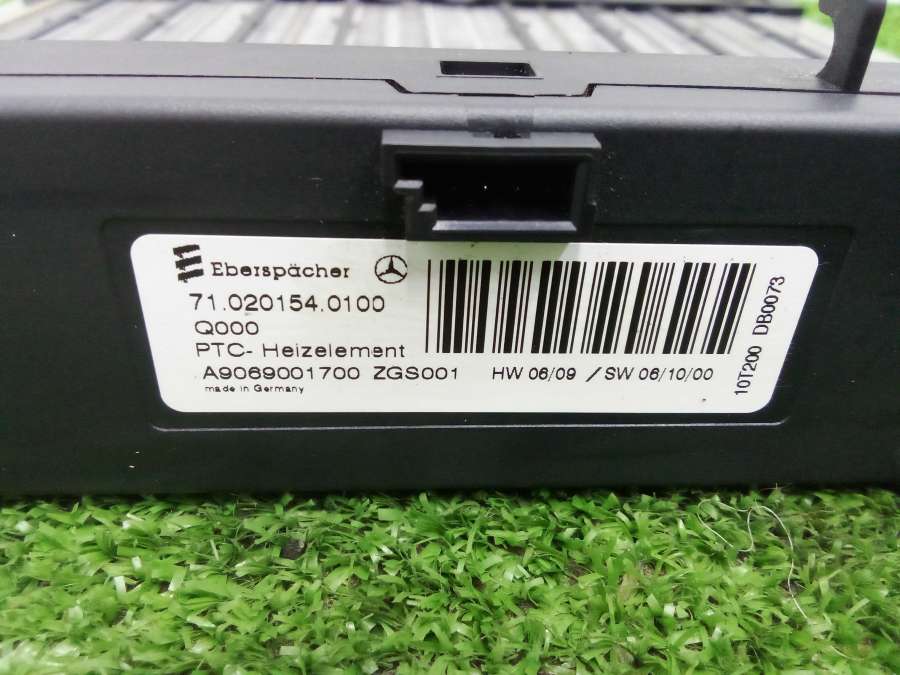 Eberspächer
71.020154.0100
Q000
PTC- Heizelement
A9069001700 ZGS001 HW 06/09 / SW 06/10/00
made in Germany
10T200 DB0073